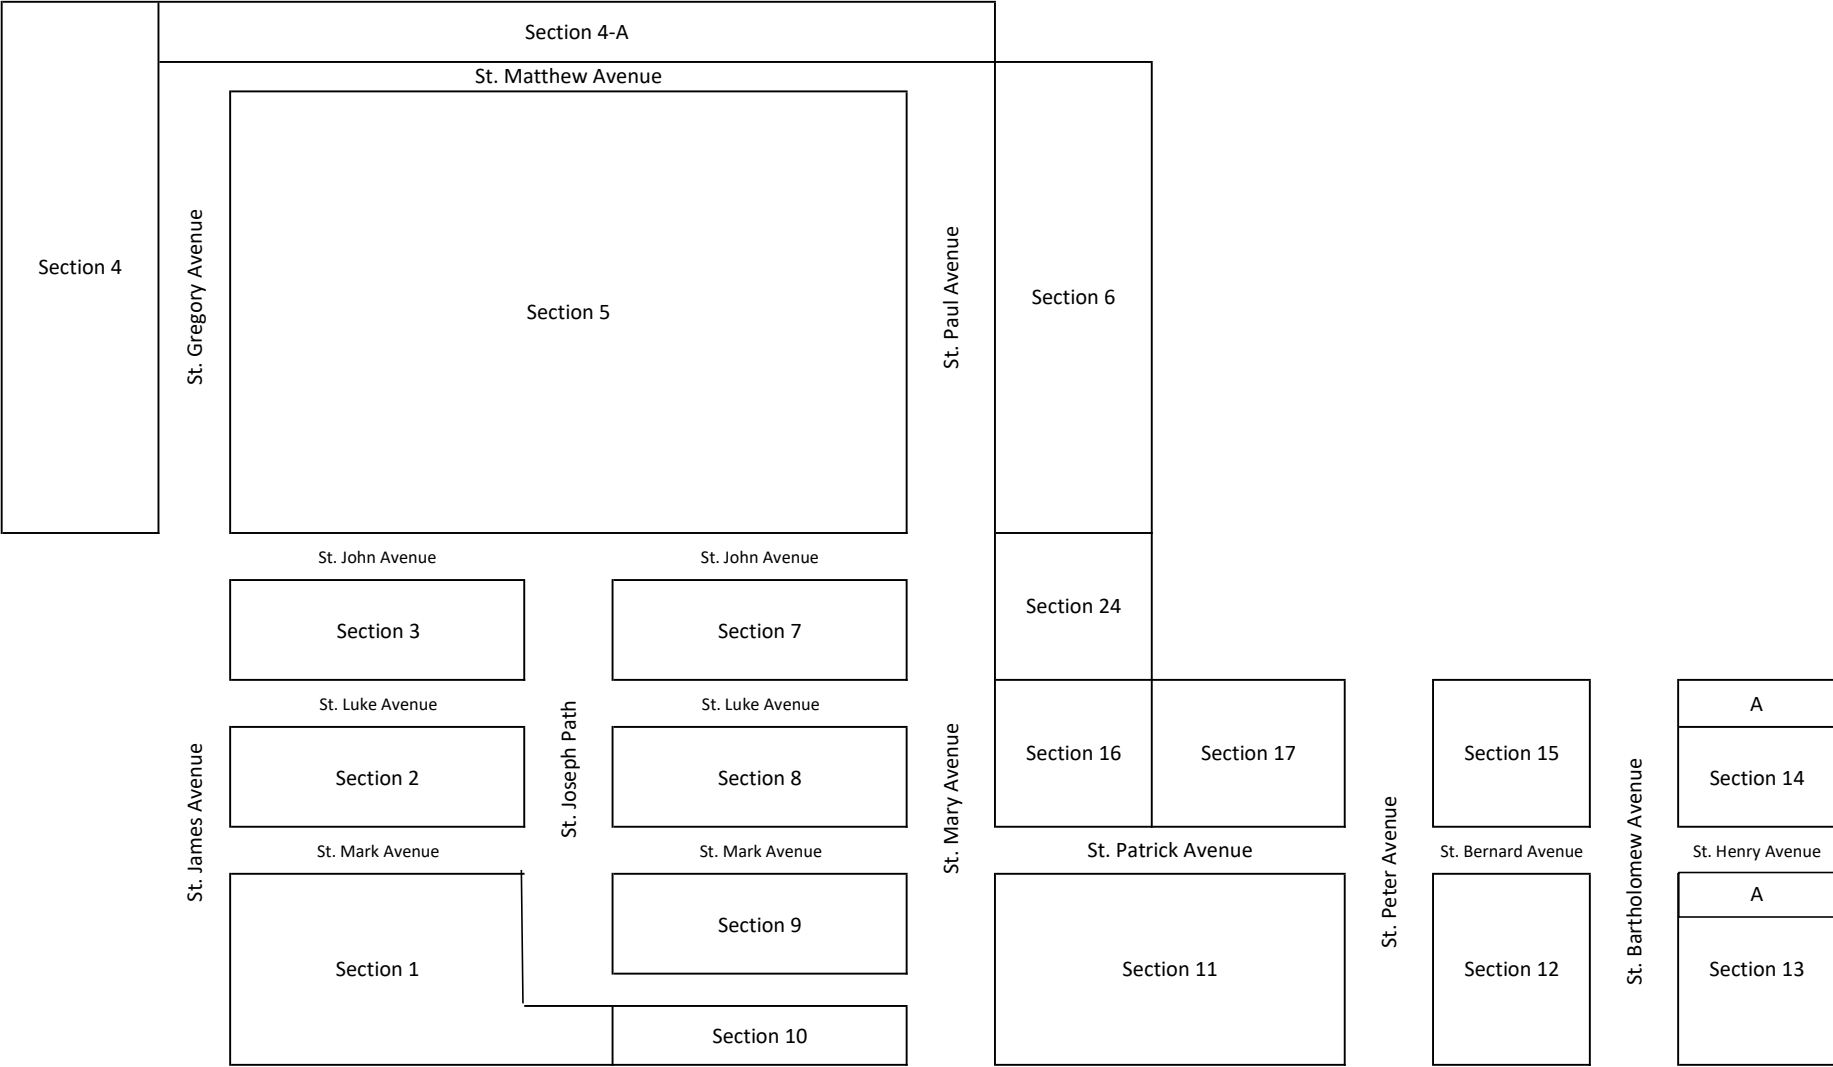 Section 4-A
St. Matthew Avenue
Section 4
St. Gregory Avenue
Section 5
St. Paul Avenue
Section 6
St. John Avenue
St. John Avenue
Section 3
Section 7
Section 24
St. Luke Avenue
St. Luke Avenue
A
St. James Avenue
Section 2
St. Joseph Path
Section 8
St. Mary Avenue
Section 16
Section 17
Section 15
Section 14
St. Mark Avenue
St. Mark Avenue
St. Patrick Avenue
St. Peter Avenue
St. Bernard Avenue
St. Bartholomew Avenue
St. Henry Avenue
A
Section 9
Section 1
Section 11
Section 12
Section 13
Section 10